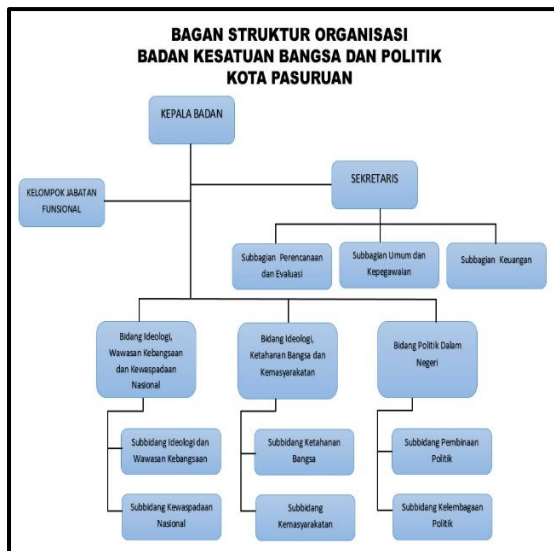 BAGAN STRUKTUR ORGANISASI
BADAN KESATUAN BANGSA DAN POLITIK
KOTA PASURUAN
KEPALA BADAN
SEKRETARIS
KELOMPOK JABATAN
FUNSIONAL
Subbagian Perencanaan
dan Evaluasi
Subbagian Umum dan
Kepegawaian
Subbagian Keuangan
Bidang Ideologi,
Wawasan Kebangsaan
dan Kewaspadaan
Nasional
Bidang Ideologi,
Ketahanan Bangsa dan
Kemasyarakatan
Bidang Politik Dalam
Negeri
Subbidang Ideologi dan
Wawasan Kebangsaan
Subbidang Ketahanan
Bangsa
Subbidang Pembinaan
Politik
Subbidang Kewaspadaan
Nasional
Subbidang
Kemasyarakatan
Subbidang Kelembagaan
Politik